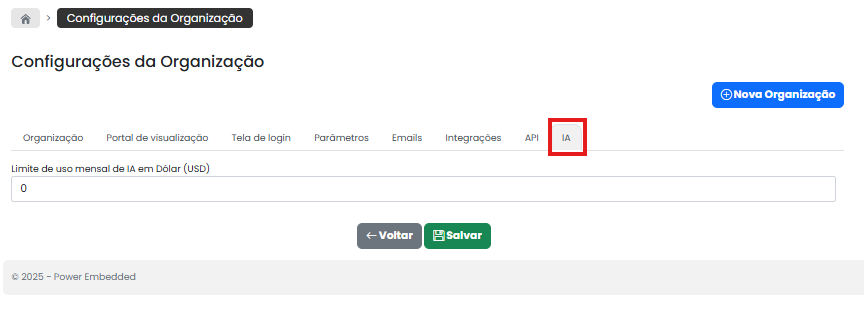 > Configurações da Organização
Configurações da Organização
Nova Organização
Organização Portal de visualização Tela de login Parâmetros Emails Integrações API IA
Limite de uso mensal de IA em Dólar (USD)
0
Voltar Salvar
© 2025 - Power Embedded